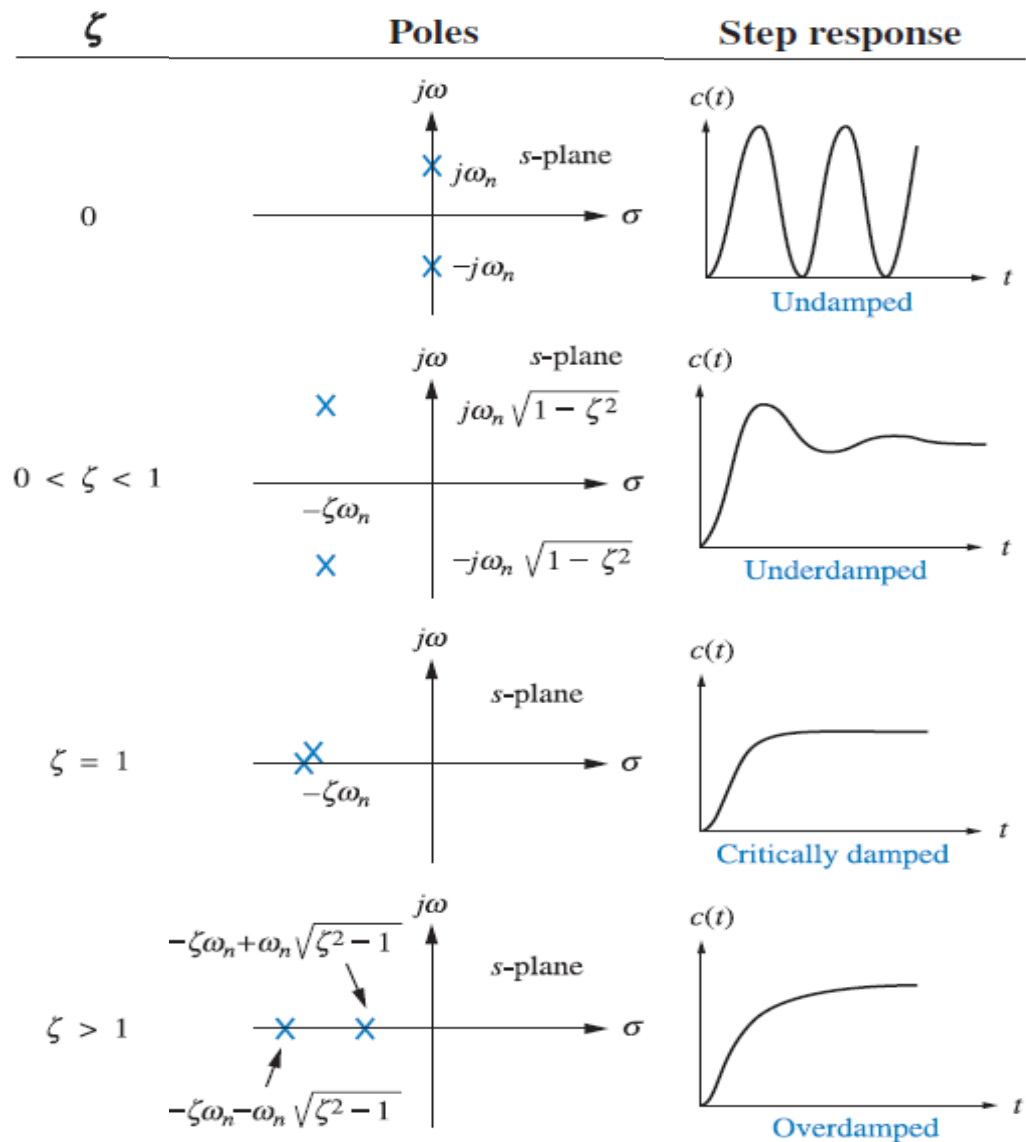 ζ Poles Step response
jω
s-plane
jωₙ
σ
−jωₙ
0
c(t)
t
Undamped
jω
s-plane
jωₙ√1 − ζ²
σ
−ζωₙ
−jωₙ√1 − ζ²
0 < ζ < 1
c(t)
t
Underdamped
jω
s-plane
σ
−ζωₙ
ζ = 1
c(t)
t
Critically damped
jω
−ζωₙ+ωₙ√ζ² − 1
s-plane
σ
−ζωₙ−ωₙ√ζ² − 1
ζ > 1
c(t)
t
Overdamped